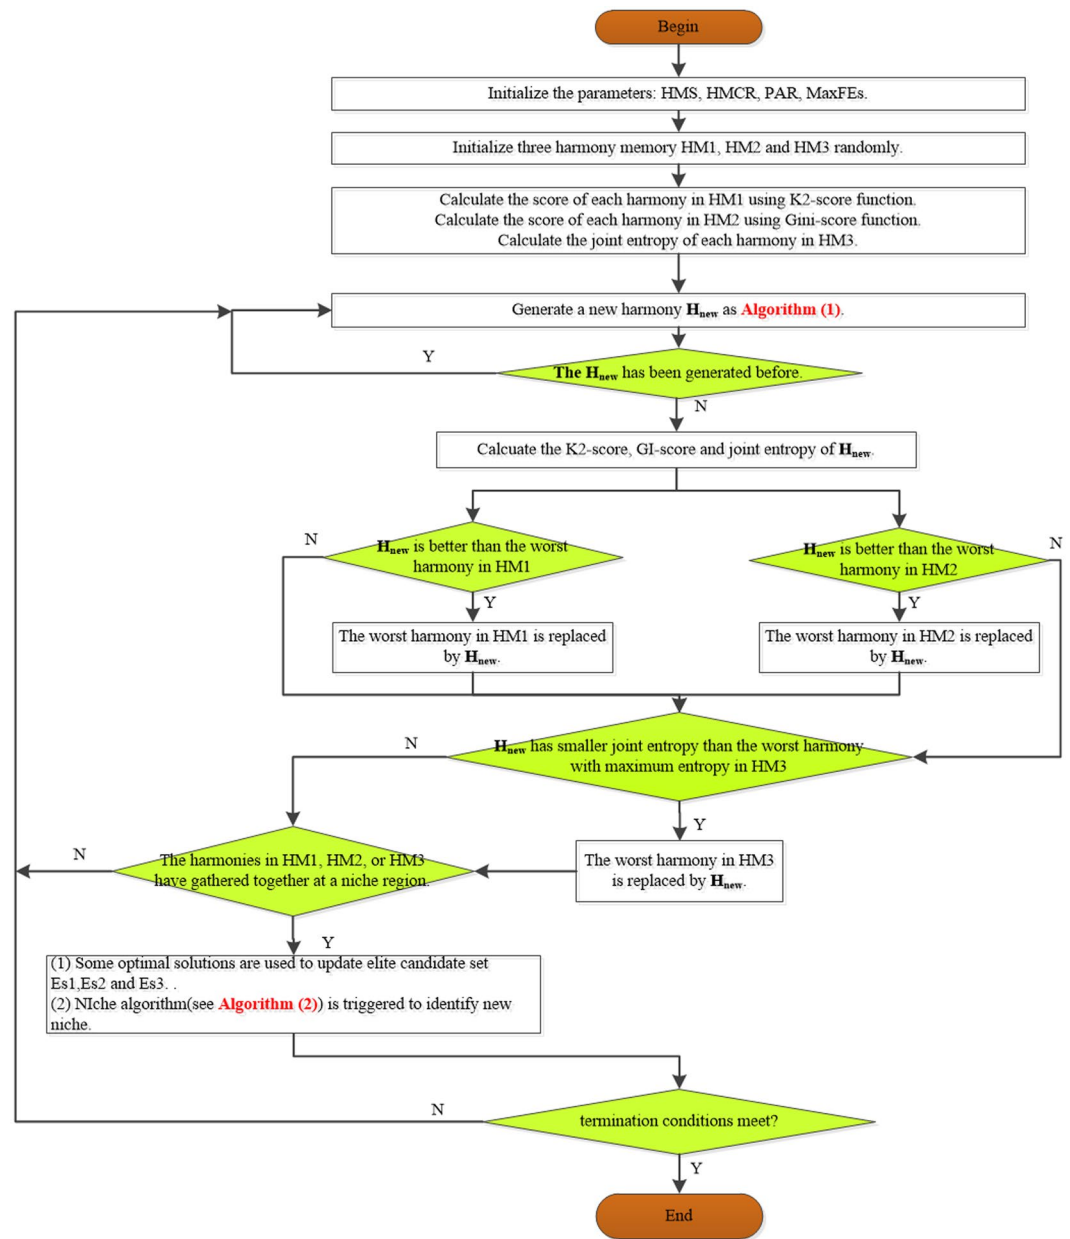 Begin
Initialize the parameters: HMS, HMCR, PAR, MaxFEs.
Initialize three harmony memory HM1, HM2 and HM3 randomly.
Calculate the score of each harmony in HM1 using K2-score function.
Calculate the score of each harmony in HM2 using Gini-score function.
Calculate the joint entropy of each harmony in HM3.
Generate a new harmony Hnew as Algorithm (1).
Y
The Hnew has been generated before.
N
Calcuate the K2-score, GI-score and joint entropy of Hnew.
N
Hnew is better than the worst
harmony in HM1
Hnew is better than the worst
harmony in HM2
N
Y
Y
The worst harmony in HM1 is replaced
by Hnew.
The worst harmony in HM2 is replaced
by Hnew.
N
Hnew has smaller joint entropy than the worst harmony
with maximum entropy in HM3
Y
N
The harmonies in HM1, HM2, or HM3
have gathered together at a niche region.
The worst harmony in HM3
is replaced by Hnew.
Y
(1) Some optimal solutions are used to update elite candidate set
Es1,Es2 and Es3. .
(2) NIche algorithm(see Algorithm (2)) is triggered to identify new
niche.
N
termination conditions meet?
Y
End